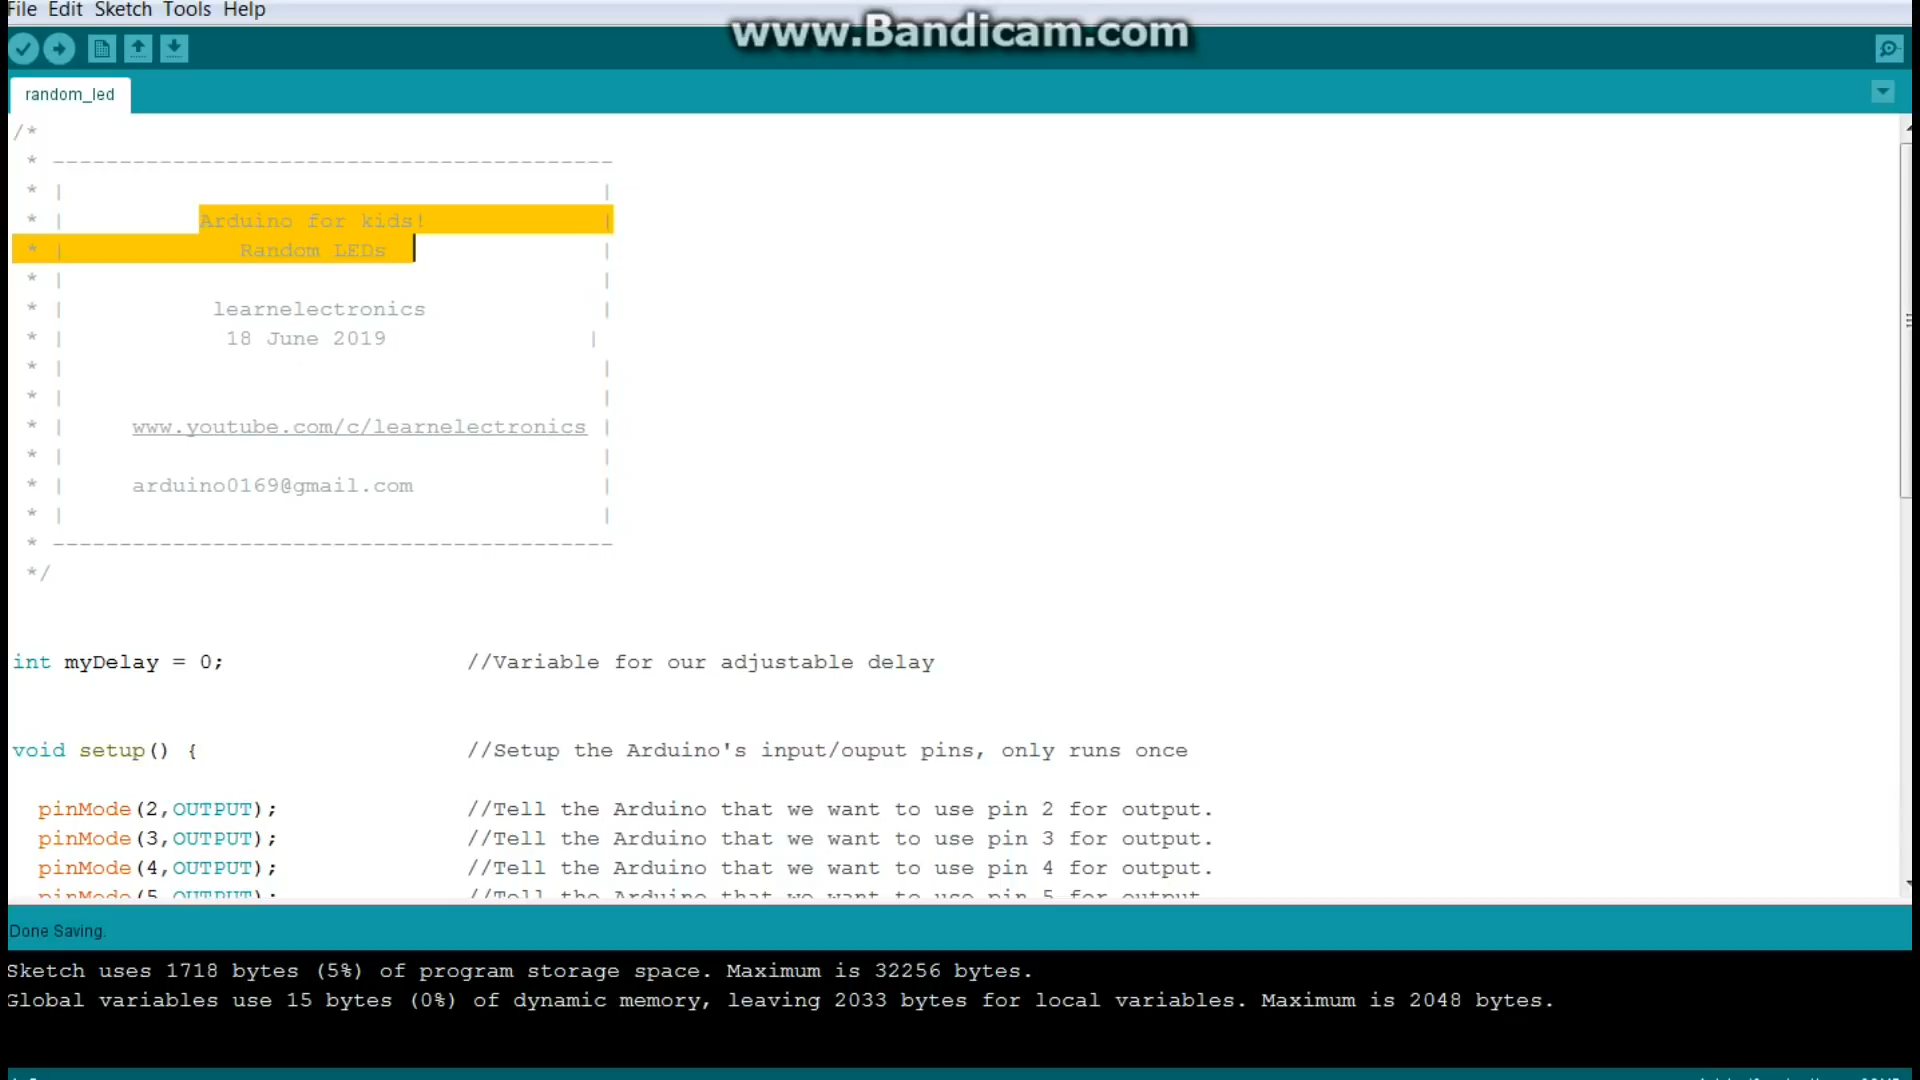 File Edit Sketch Tools Help
www.Bandicam.com
random_led
/*
* ------------------------------------------
* | |
* | Arduino for kids! |
* | Random LEDs |
* | |
* | learnelectronics |
* | 18 June 2019 |
* | |
* | |
* | www.youtube.com/c/learnelectronics |
* | |
* | arduino0169@gmail.com |
* | |
* ------------------------------------------
*/
int myDelay = 0; //Variable for our adjustable delay
void setup() { //Setup the Arduino's input/ouput pins, only runs once
pinMode(2,OUTPUT); //Tell the Arduino that we want to use pin 2 for output.
pinMode(3,OUTPUT); //Tell the Arduino that we want to use pin 3 for output.
pinMode(4,OUTPUT); //Tell the Arduino that we want to use pin 4 for output.
pinMode(5,OUTPUT); //Tell the Arduino that we want to use pin 5 for output.
Done Saving.
Sketch uses 1718 bytes (5%) of program storage space. Maximum is 32256 bytes.
Global variables use 15 bytes (0%) of dynamic memory, leaving 2033 bytes for local variables. Maximum is 2048 bytes.